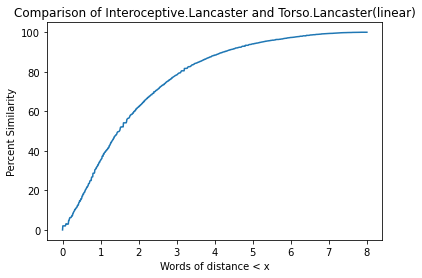 Comparison of Interoceptive.Lancaster and Torso.Lancaster(linear)
100
80
60
40
20
0
Percent Similarity
0 1 2 3 4 5 6 7 8
Words of distance < x